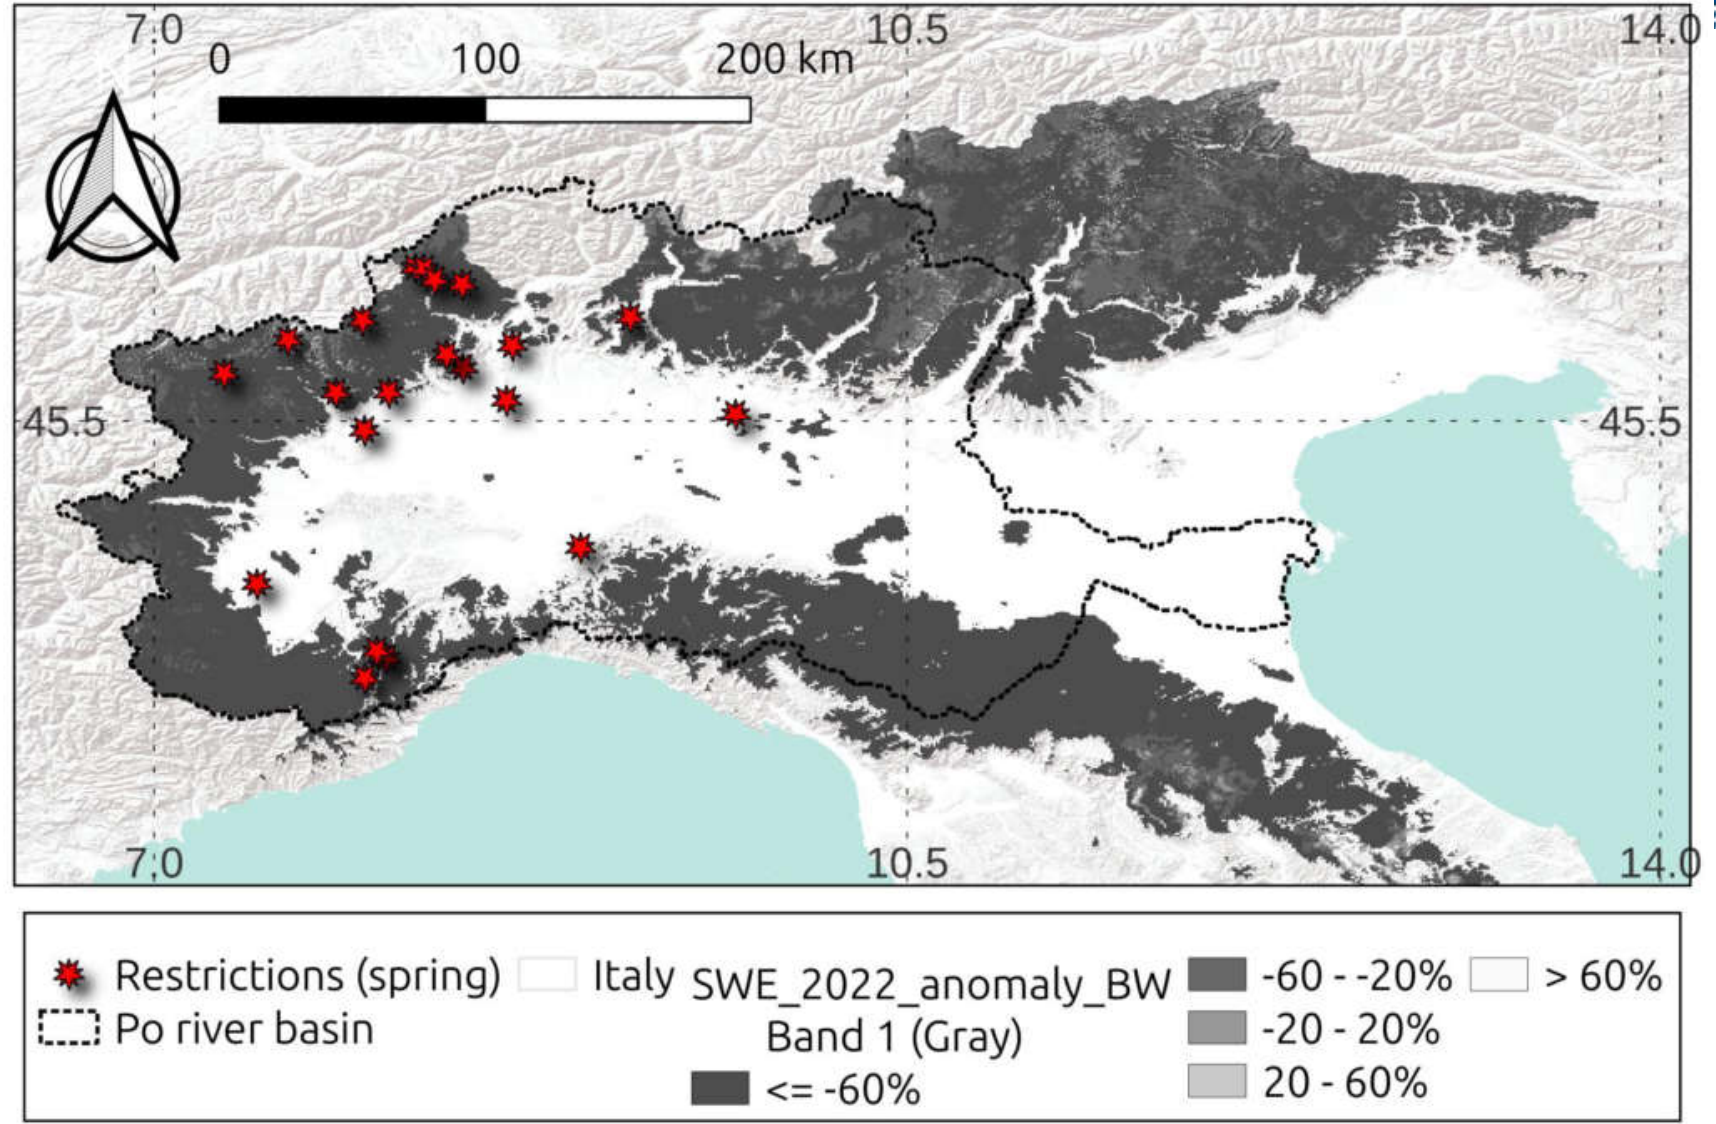 7.0 10.5 14.0
0 100 200 km
45.5 45.5
7.0 10.5 14.0
Restrictions (spring) Italy SWE_2022_anomaly_BW -60 - -20% > 60%
Po river basin Band 1 (Gray) -20 - 20%
<= -60% 20 - 60%